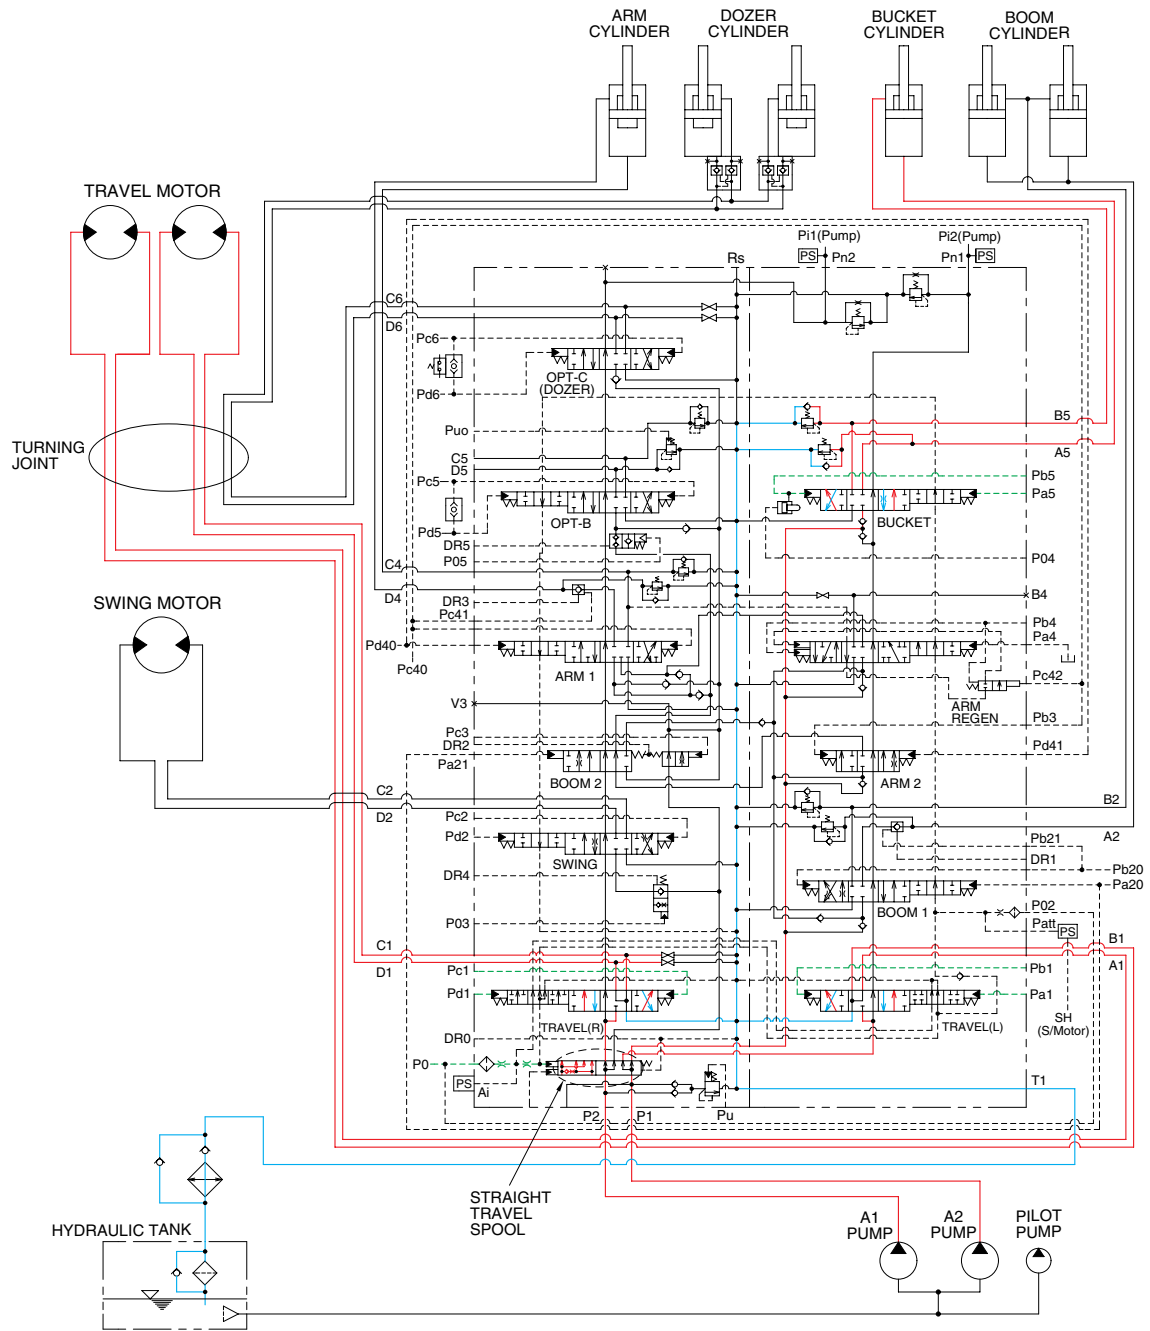 ARM
CYLINDER
DOZER
CYLINDER
BUCKET
CYLINDER
BOOM
CYLINDER
TRAVEL MOTOR
TURNING
JOINT
SWING MOTOR
Pi1(Pump)
Pi2(Pump)
PS
Pn2
Pn1
PS
Rs
C6
D6
Pc6
OPT-C
(DOZER)
Pd6
B5
A5
Puo
C5
D5
Pc5
Pb5
Pa5
OPT-B
BUCKET
Pd5
DR5
P05
P04
C4
D4
DR3
Pc41
B4
Pb4
Pa4
Pd40
Pc40
ARM 1
Pc42
ARM
REGEN
V3
Pb3
Pc3
DR2
Pa21
Pd41
BOOM 2
ARM 2
C2
D2
B2
A2
Pc2
Pd2
Pb21
DR1
SWING
DR4
Pb20
Pa20
BOOM 1
P03
P02
Patt
PS
C1
D1
B1
A1
Pc1
Pb1
Pd1
Pa1
TRAVEL(R)
TRAVEL(L)
SH
(S/Motor)
DR0
P0
PS
Ai
T1
P2
P1
Pu
STRAIGHT
TRAVEL
SPOOL
HYDRAULIC TANK
A1
PUMP
A2
PUMP
PILOT
PUMP